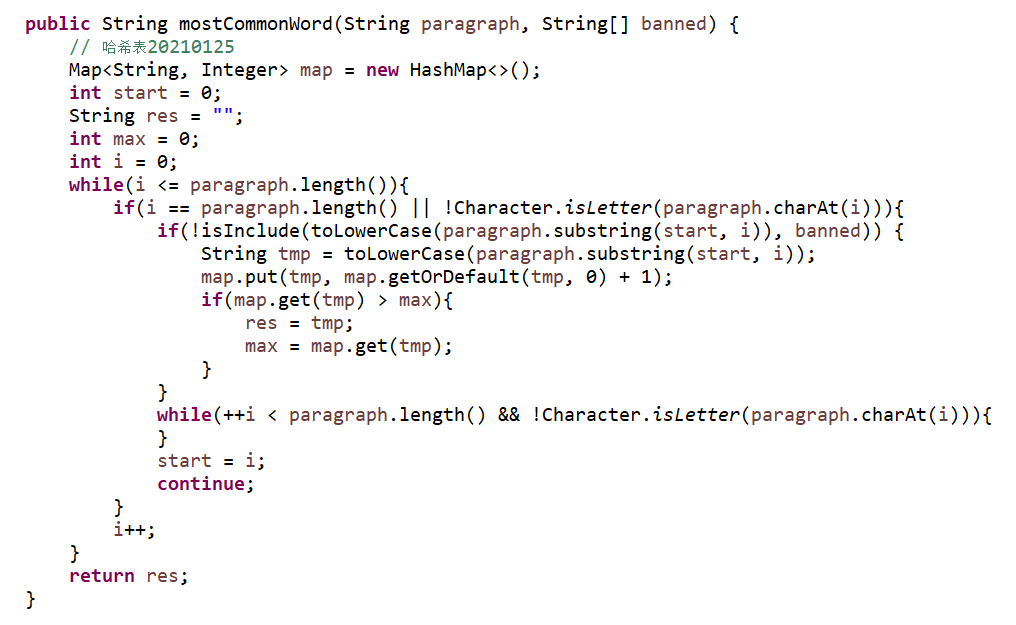 public String mostCommonWord(String paragraph, String[] banned) {
    // 哈希表20210125
    Map<String, Integer> map = new HashMap<>();
    int start = 0;
    String res = "";
    int max = 0;
    int i = 0;
    while(i <= paragraph.length()){
        if(i == paragraph.length() || !Character.isLetter(paragraph.charAt(i))){
            if(!isInclude(toLowerCase(paragraph.substring(start, i)), banned)) {
                String tmp = toLowerCase(paragraph.substring(start, i));
                map.put(tmp, map.getOrDefault(tmp, 0) + 1);
                if(map.get(tmp) > max){
                    res = tmp;
                    max = map.get(tmp);
                }
            }
            while(++i < paragraph.length() && !Character.isLetter(paragraph.charAt(i))){
            }
            start = i;
            continue;
        }
        i++;
    }
    return res;
}